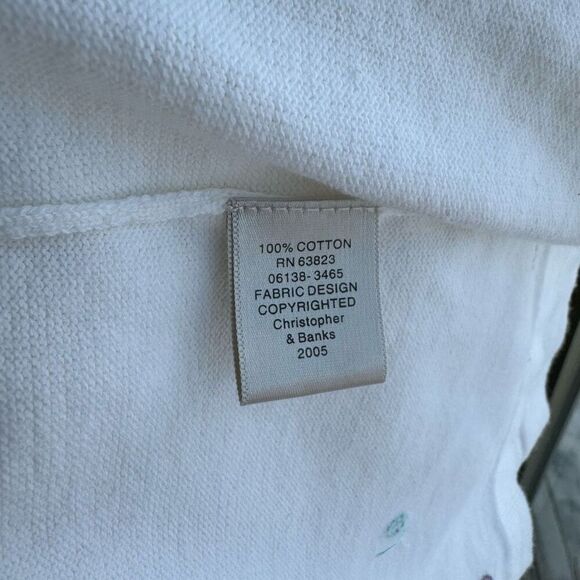 100% COTTON
RN 63823
06138-3465
FABRIC DESIGN
COPYRIGHTED
Christopher
& Banks
2005